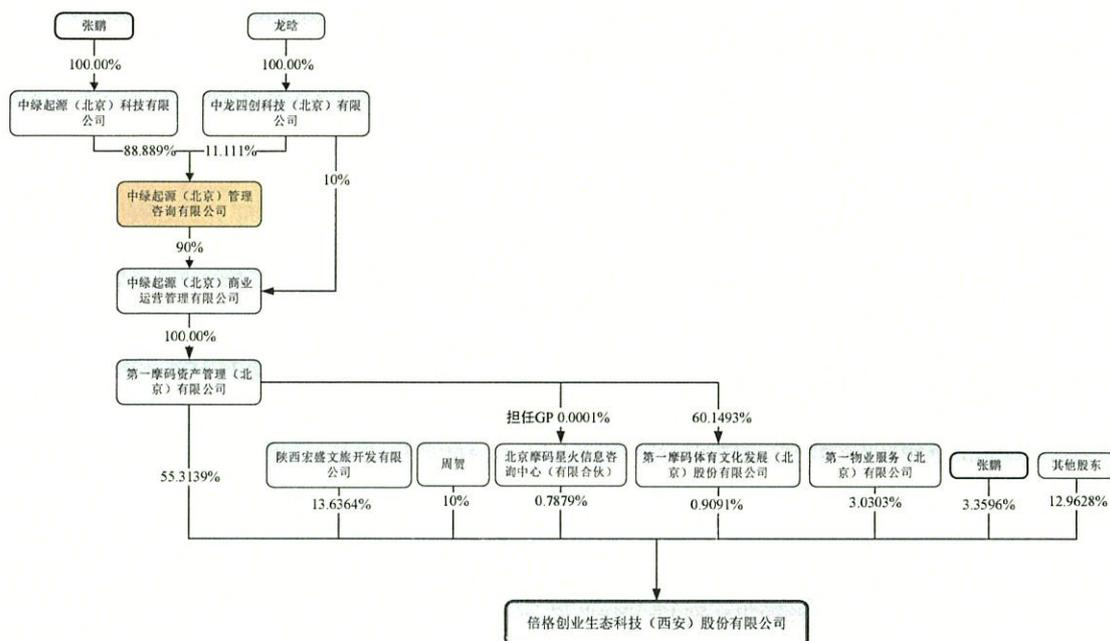 张鹏
龙晗
100.00%
100.00%
中绿起源（北京）科技有限
公司
中龙四创科技（北京）有限
公司
88.889%
11.111%
10%
中绿起源（北京）管理
咨询有限公司
90%
中绿起源（北京）商业
运营管理有限公司
100.00%
第一摩码资产管理（北
京）有限公司
担任GP 0.0001%
60.1493%
55.3139%
陕西宏盛文旅开发有限
公司
周贺
北京摩码星火信息咨
询中心（有限合伙）
第一摩码体育文化发展（北
京）股份有限公司
第一物业服务（北
京）有限公司
张鹏
其他股东
13.6364%
10%
0.7879%
0.9091%
3.0303%
3.3596%
12.9628%
倍格创业生态科技（西安）股份有限公司